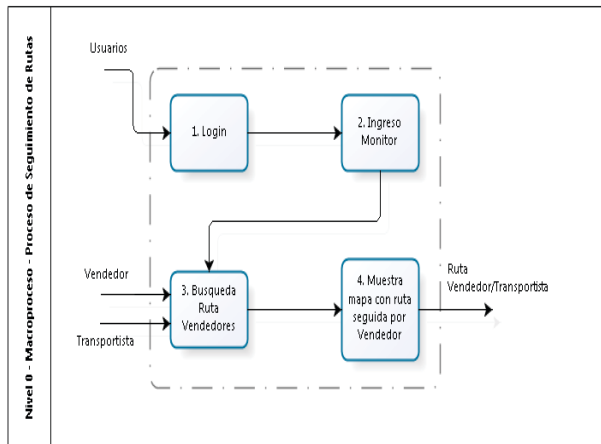 Nivel 0 - Macroproceso - Proceso de Seguimiento de Rutas
Usuarios
1. Login
2. Ingreso
Monitor
Vendedor
Transportista
3. Busqueda
Ruta
Vendedores
4. Muestra
mapa con ruta
seguida por
Vendedor
Ruta
Vendedor/Transportista